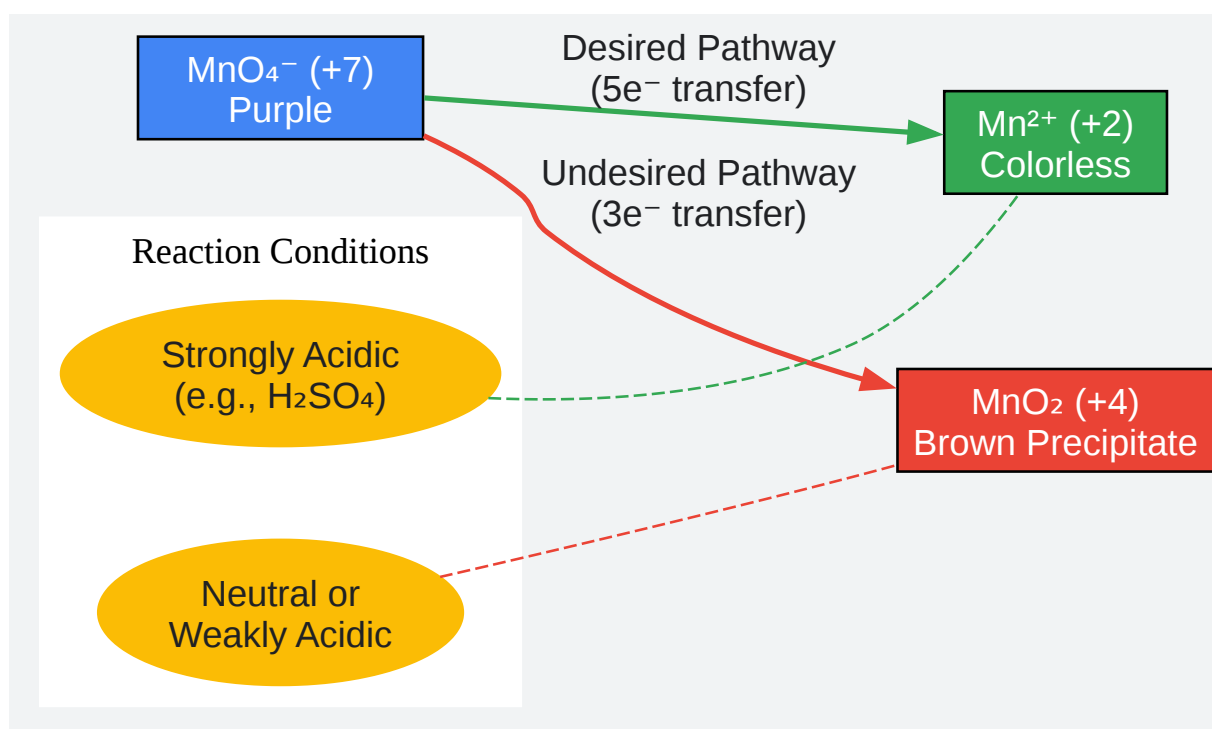 MnO₄⁻ (+7)
Purple
Desired Pathway
(5e⁻ transfer)
Mn²⁺ (+2)
Colorless
Undesired Pathway
(3e⁻ transfer)
Reaction Conditions
Strongly Acidic
(e.g., H₂SO₄)
MnO₂ (+4)
Brown Precipitate
Neutral or
Weakly Acidic